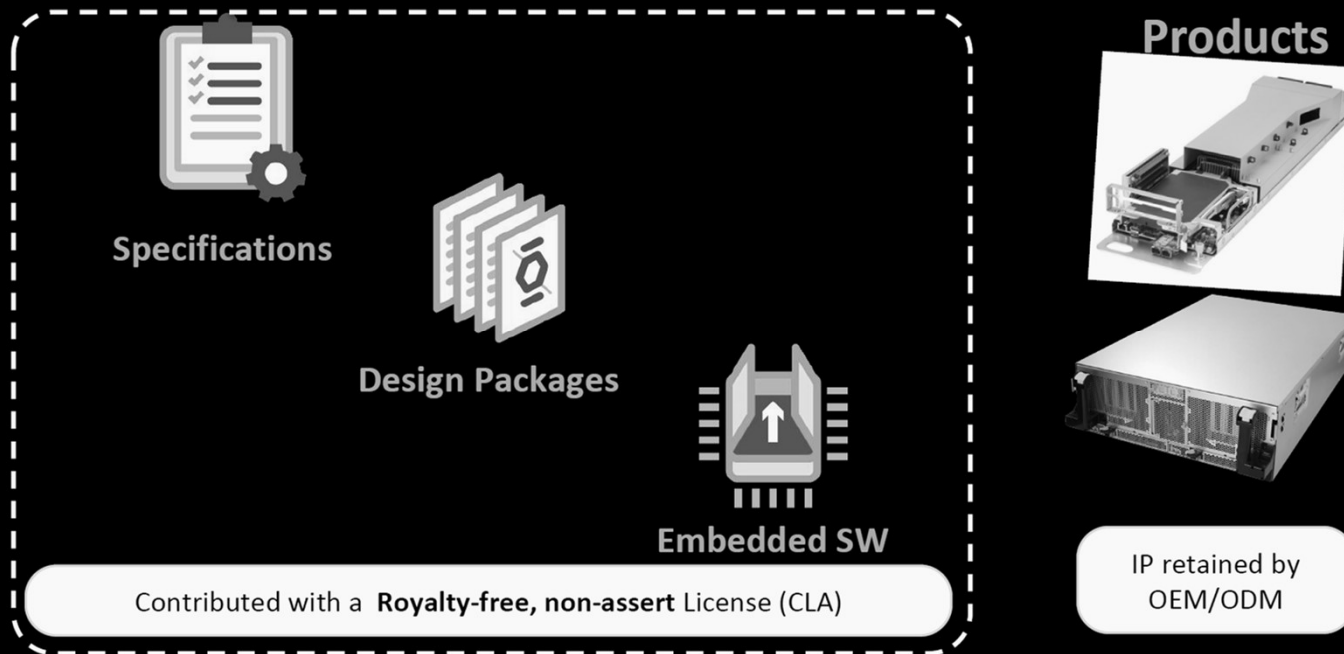 Products
Specifications
Design Packages
Embedded SW
Contributed with a Royalty-free, non-assert License (CLA)
IP retained by
OEM/ODM